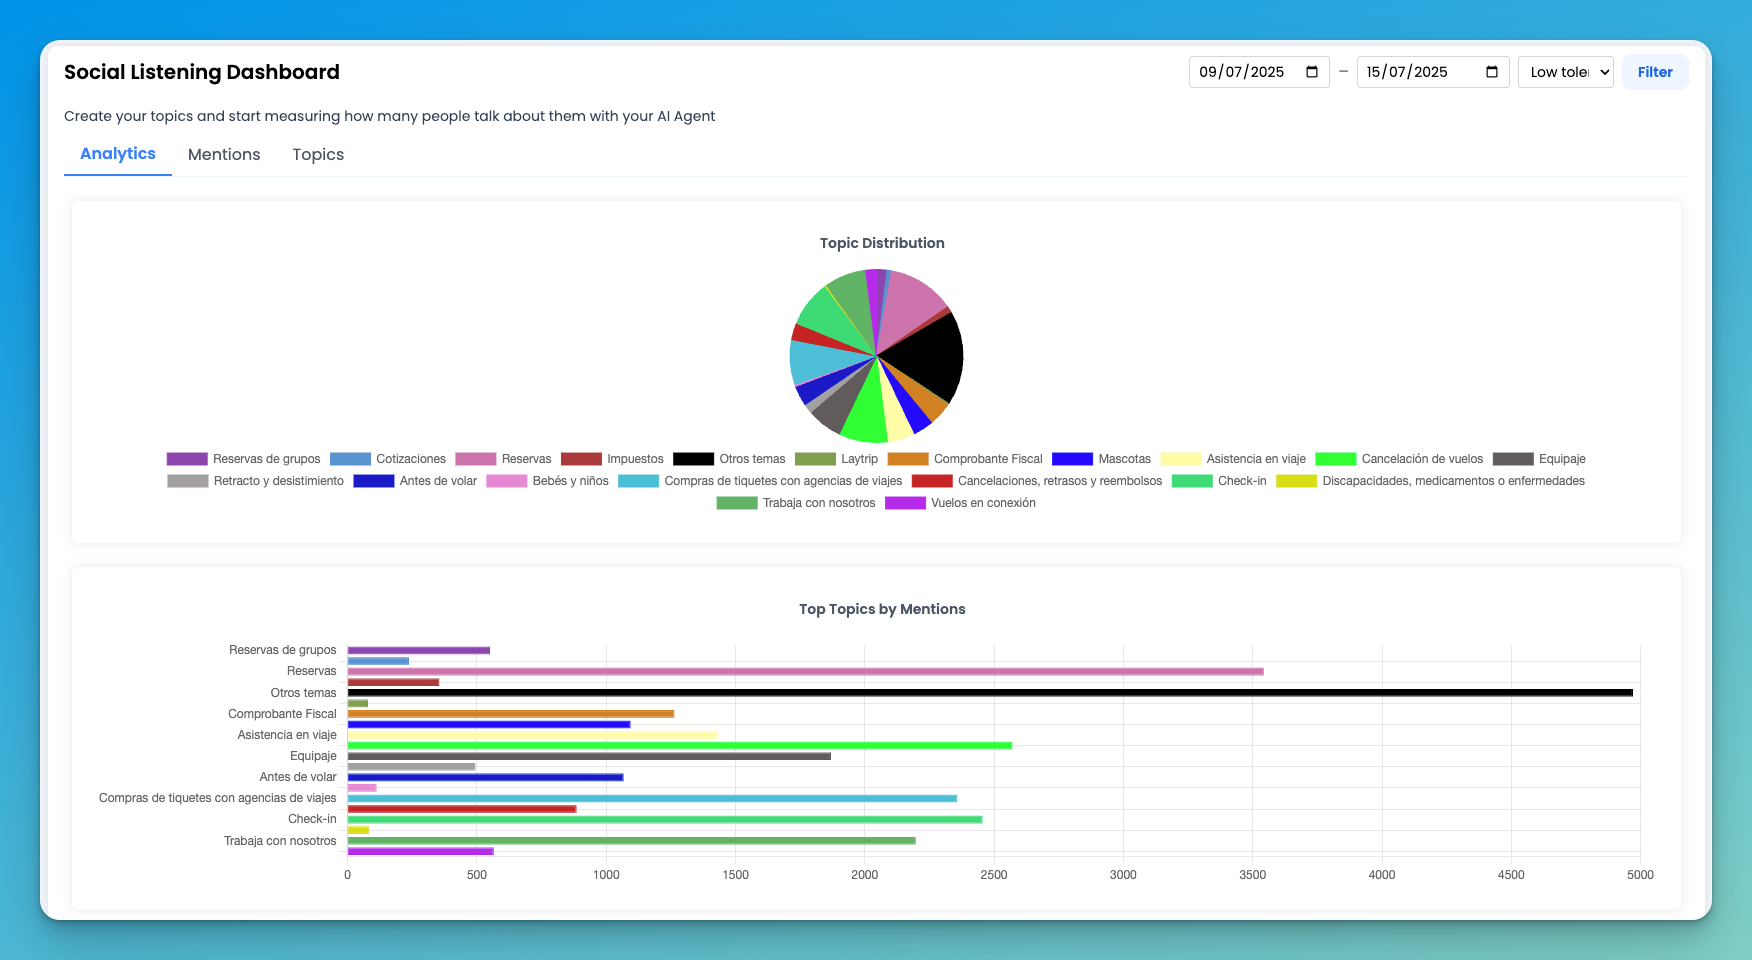 Social Listening Dashboard
09/07/2025 – 15/07/2025 Low toler Filter
Create your topics and start measuring how many people talk about them with your AI Agent
Analytics Mentions Topics
Topic Distribution
Reservas de grupos Cotizaciones Reservas Impuestos Otros temas Laytrip Comprobante Fiscal Mascotas Asistencia en viaje Cancelación de vuelos Equipaje
Retracto y desistimiento Antes de volar Bebés y niños Compras de tiquetes con agencias de viajes Cancelaciones, retrasos y reembolsos Check-in Discapacidades, medicamentos o enfermedades
Trabaja con nosotros Vuelos en conexión
Top Topics by Mentions
Reservas de grupos
Reservas
Otros temas
Comprobante Fiscal
Asistencia en viaje
Equipaje
Antes de volar
Compras de tiquetes con agencias de viajes
Check-in
Trabaja con nosotros
0 500 1000 1500 2000 2500 3000 3500 4000 4500 5000